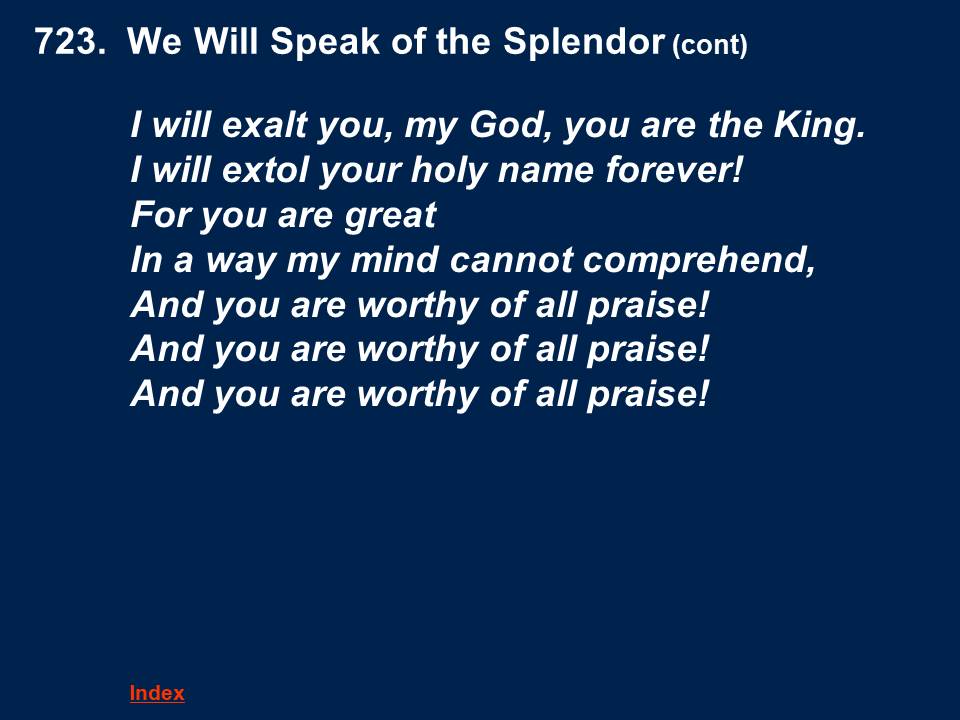 723. We Will Speak of the Splendor (cont)
I will exalt you, my God, you are the King.
I will extol your holy name forever!
For you are great
In a way my mind cannot comprehend,
And you are worthy of all praise!
And you are worthy of all praise!
And you are worthy of all praise!
Index